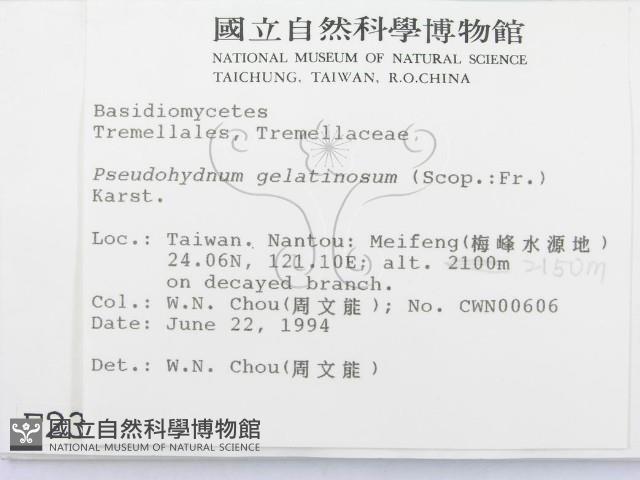 國立自然科學博物館
NATIONAL MUSEUM OF NATURAL SCIENCE
TAICHUNG, TAIWAN, R.O.CHINA
Basidiomycetes
Tremellales, Tremellaceae
Pseudohydnum gelatinosum (Scop.:Fr.)
Karst.
Loc.: Taiwan. Nantou: Meifeng(梅峰水源地)
24.06N, 121.10E; alt. 2100m 2150m
on decayed branch.
Col.: W.N. Chou(周文能); No. CWN00606
Date: June 22, 1994
Det.: W.N. Chou(周文能)
國立自然科學博物館
NATIONAL MUSEUM OF NATURAL SCIENCE